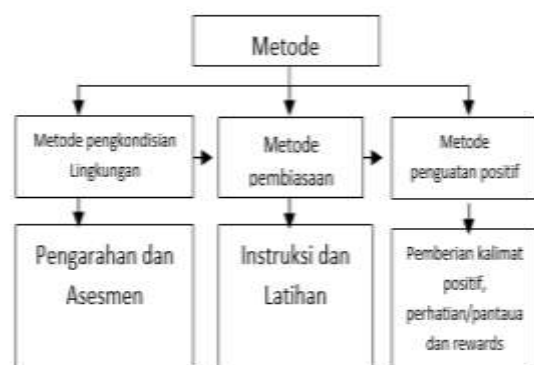 Metode
Metode pengkondisian
Lingkungan
Metode
pembiasaan
Metode
penguatan positif
Pengarahan dan
Asesmen
Instruksi dan
Latihan
Pemberian kalimat
positif,
perhatian/pantaua
dan rewards